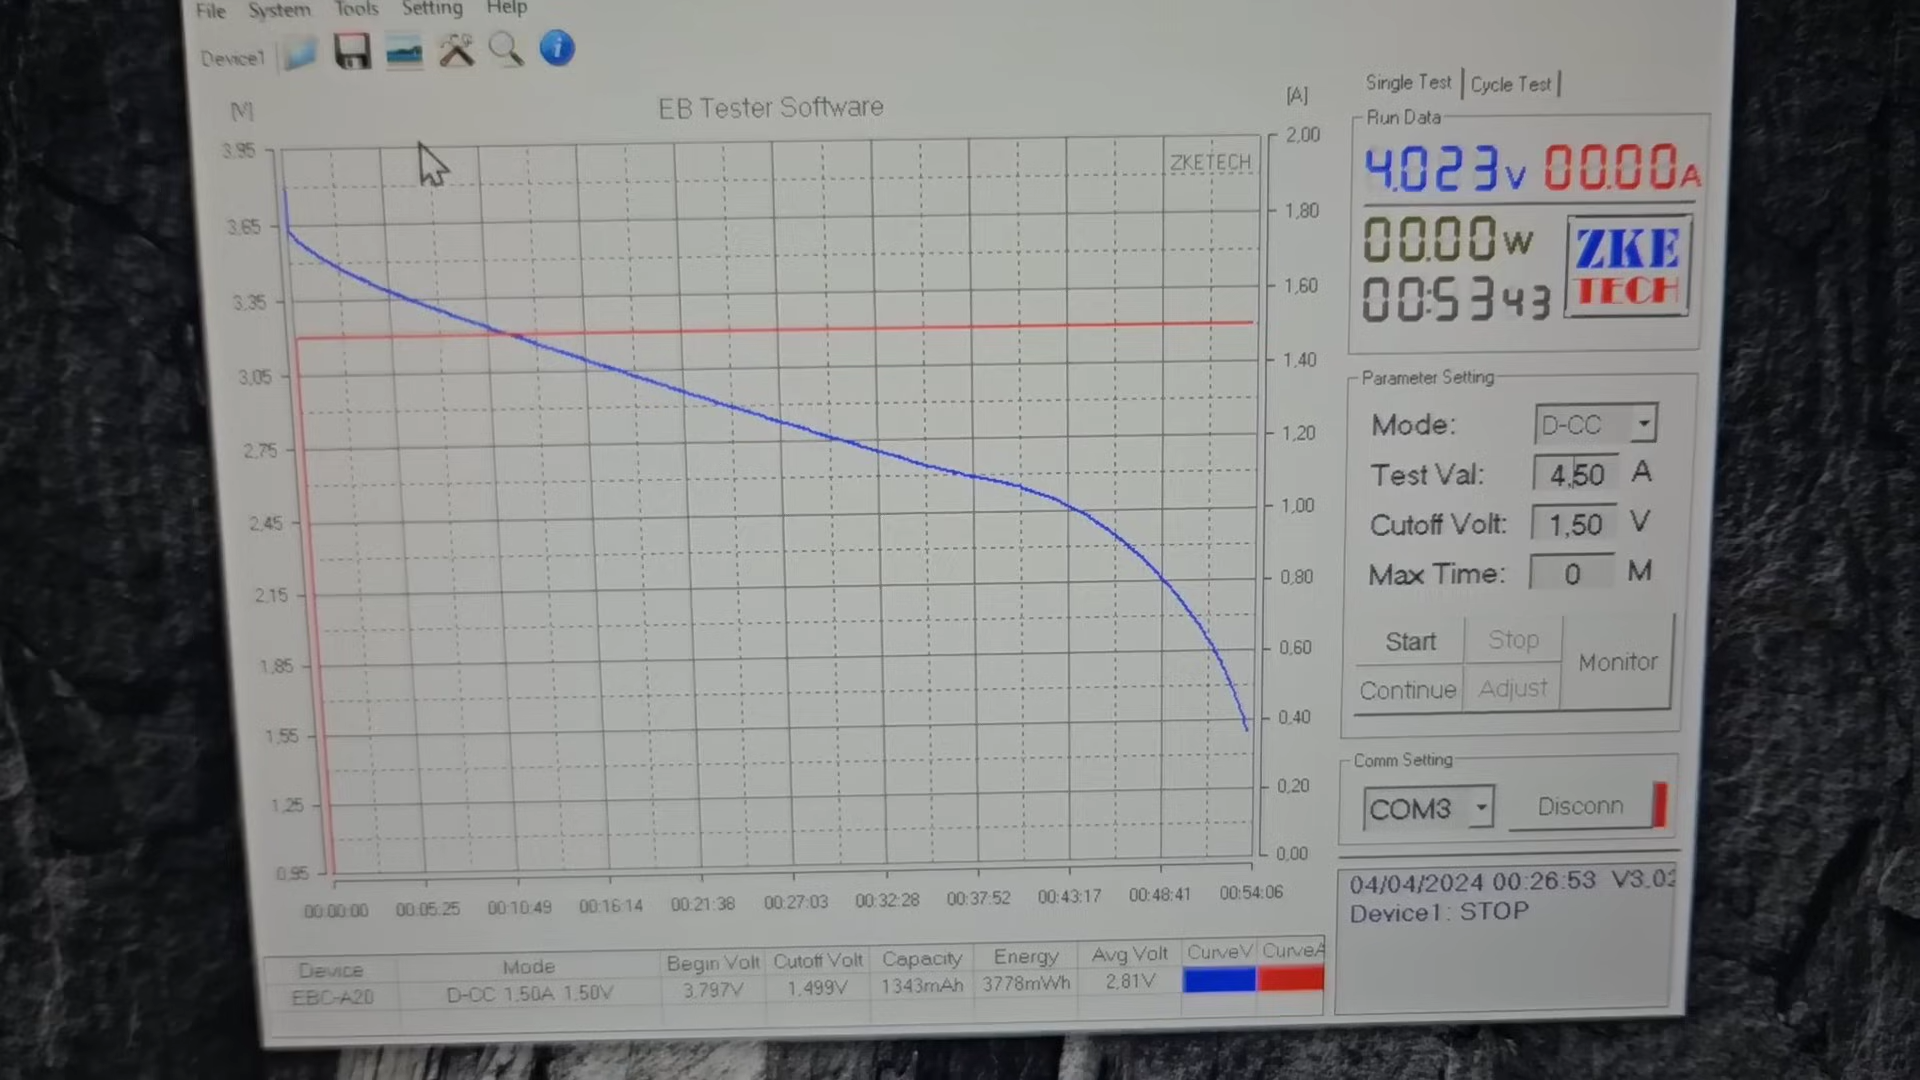 File System Tools Setting Help
Device1
[V]
EB Tester Software
[A]
ZKETECH
3,95
3,65
3,35
3,05
2,75
2,45
2,15
1,85
1,55
1,25
0,95
2,00
1,80
1,60
1,40
1,20
1,00
0,80
0,60
0,40
0,20
0,00
00:00:00 00:05:25 00:10:49 00:16:14 00:21:38 00:27:03 00:32:28 00:37:52 00:43:17 00:48:41 00:54:06
Device Mode Begin Volt Cutoff Volt Capacity Energy Avg Volt CurveV CurveA
EBC-A20 D-CC 1,50A 1,50V 3,797V 1,499V 1343mAh 3778mWh 2,81V
Single Test Cycle Test
Run Data
4.023V 00.00A
00.00W
00:53 43
ZKE
TECH
Parameter Setting
Mode: D-CC
Test Val: 4,50 A
Cutoff Volt: 1,50 V
Max Time: 0 M
Start Stop
Monitor
Continue Adjust
Comm Setting
COM3 Disconn
04/04/2024 00:26:53 V3,02
Device1: STOP